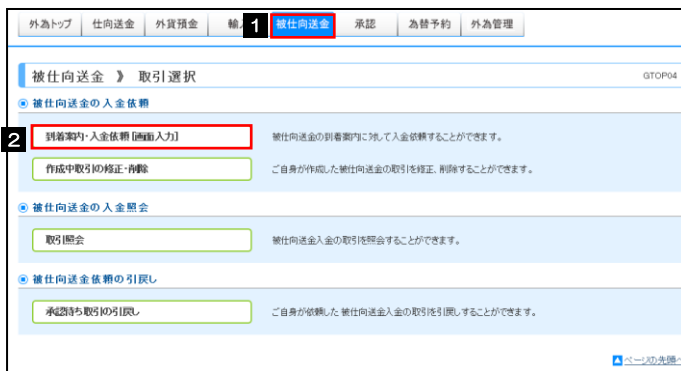 外為トップ 仕向送金 外貨預金 輸入 1 被仕向送金 承認 為替予約 外為管理
被仕向送金 》 取引選択 GTOP04
被仕向送金の入金依頼
2 到着案内・入金依頼[画面入力] 被仕向送金の到着案内に対して入金依頼することができます。
作成中取引の修正・削除 ご自身が作成した被仕向送金の取引を修正、削除することができます。
被仕向送金の入金照会
取引照会 被仕向送金入金の取引を照会することができます。
被仕向送金依頼の引戻し
承認待ち取引の引戻し ご自身が依頼した被仕向送金入金の取引を引戻しすることができます。
ページの先頭へ